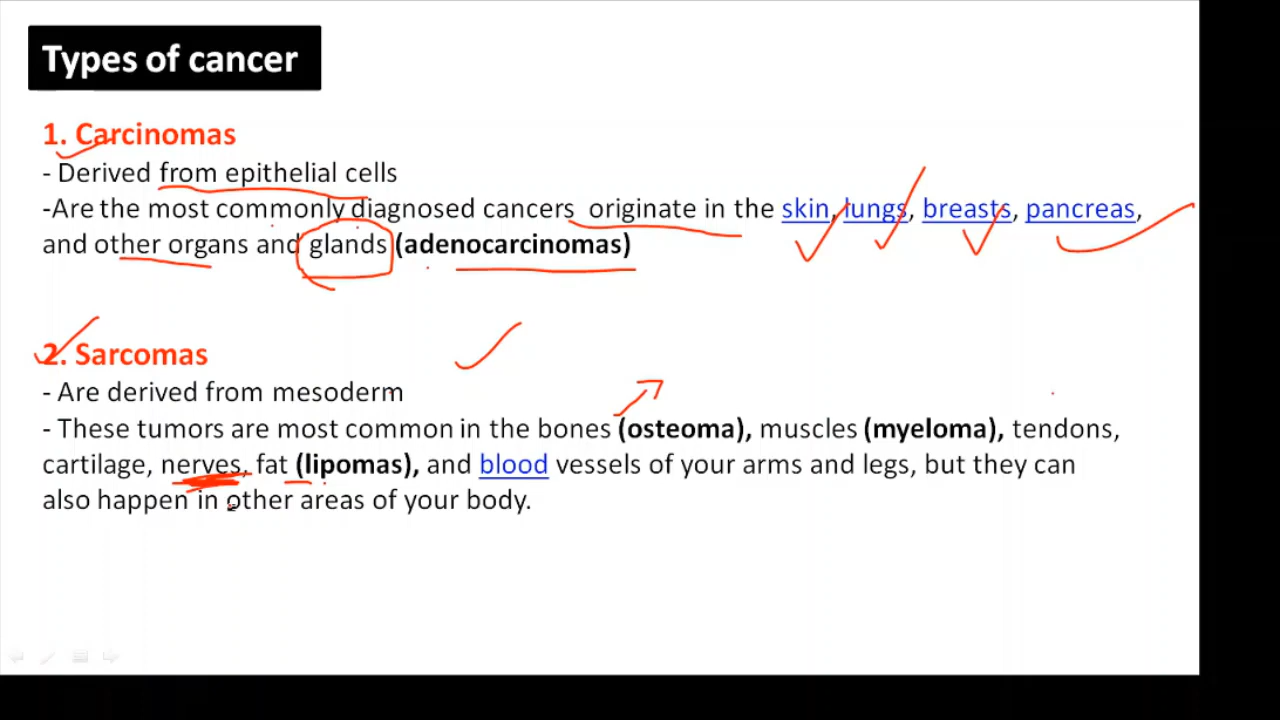 Types of cancer
1. Carcinomas
- Derived from epithelial cells
-Are the most commonly diagnosed cancers originate in the skin, lungs, breasts, pancreas,
and other organs and glands (adenocarcinomas)
2. Sarcomas
- Are derived from mesoderm
- These tumors are most common in the bones (osteoma), muscles (myeloma), tendons,
cartilage, nerves, fat (lipomas), and blood vessels of your arms and legs, but they can
also happen in other areas of your body.